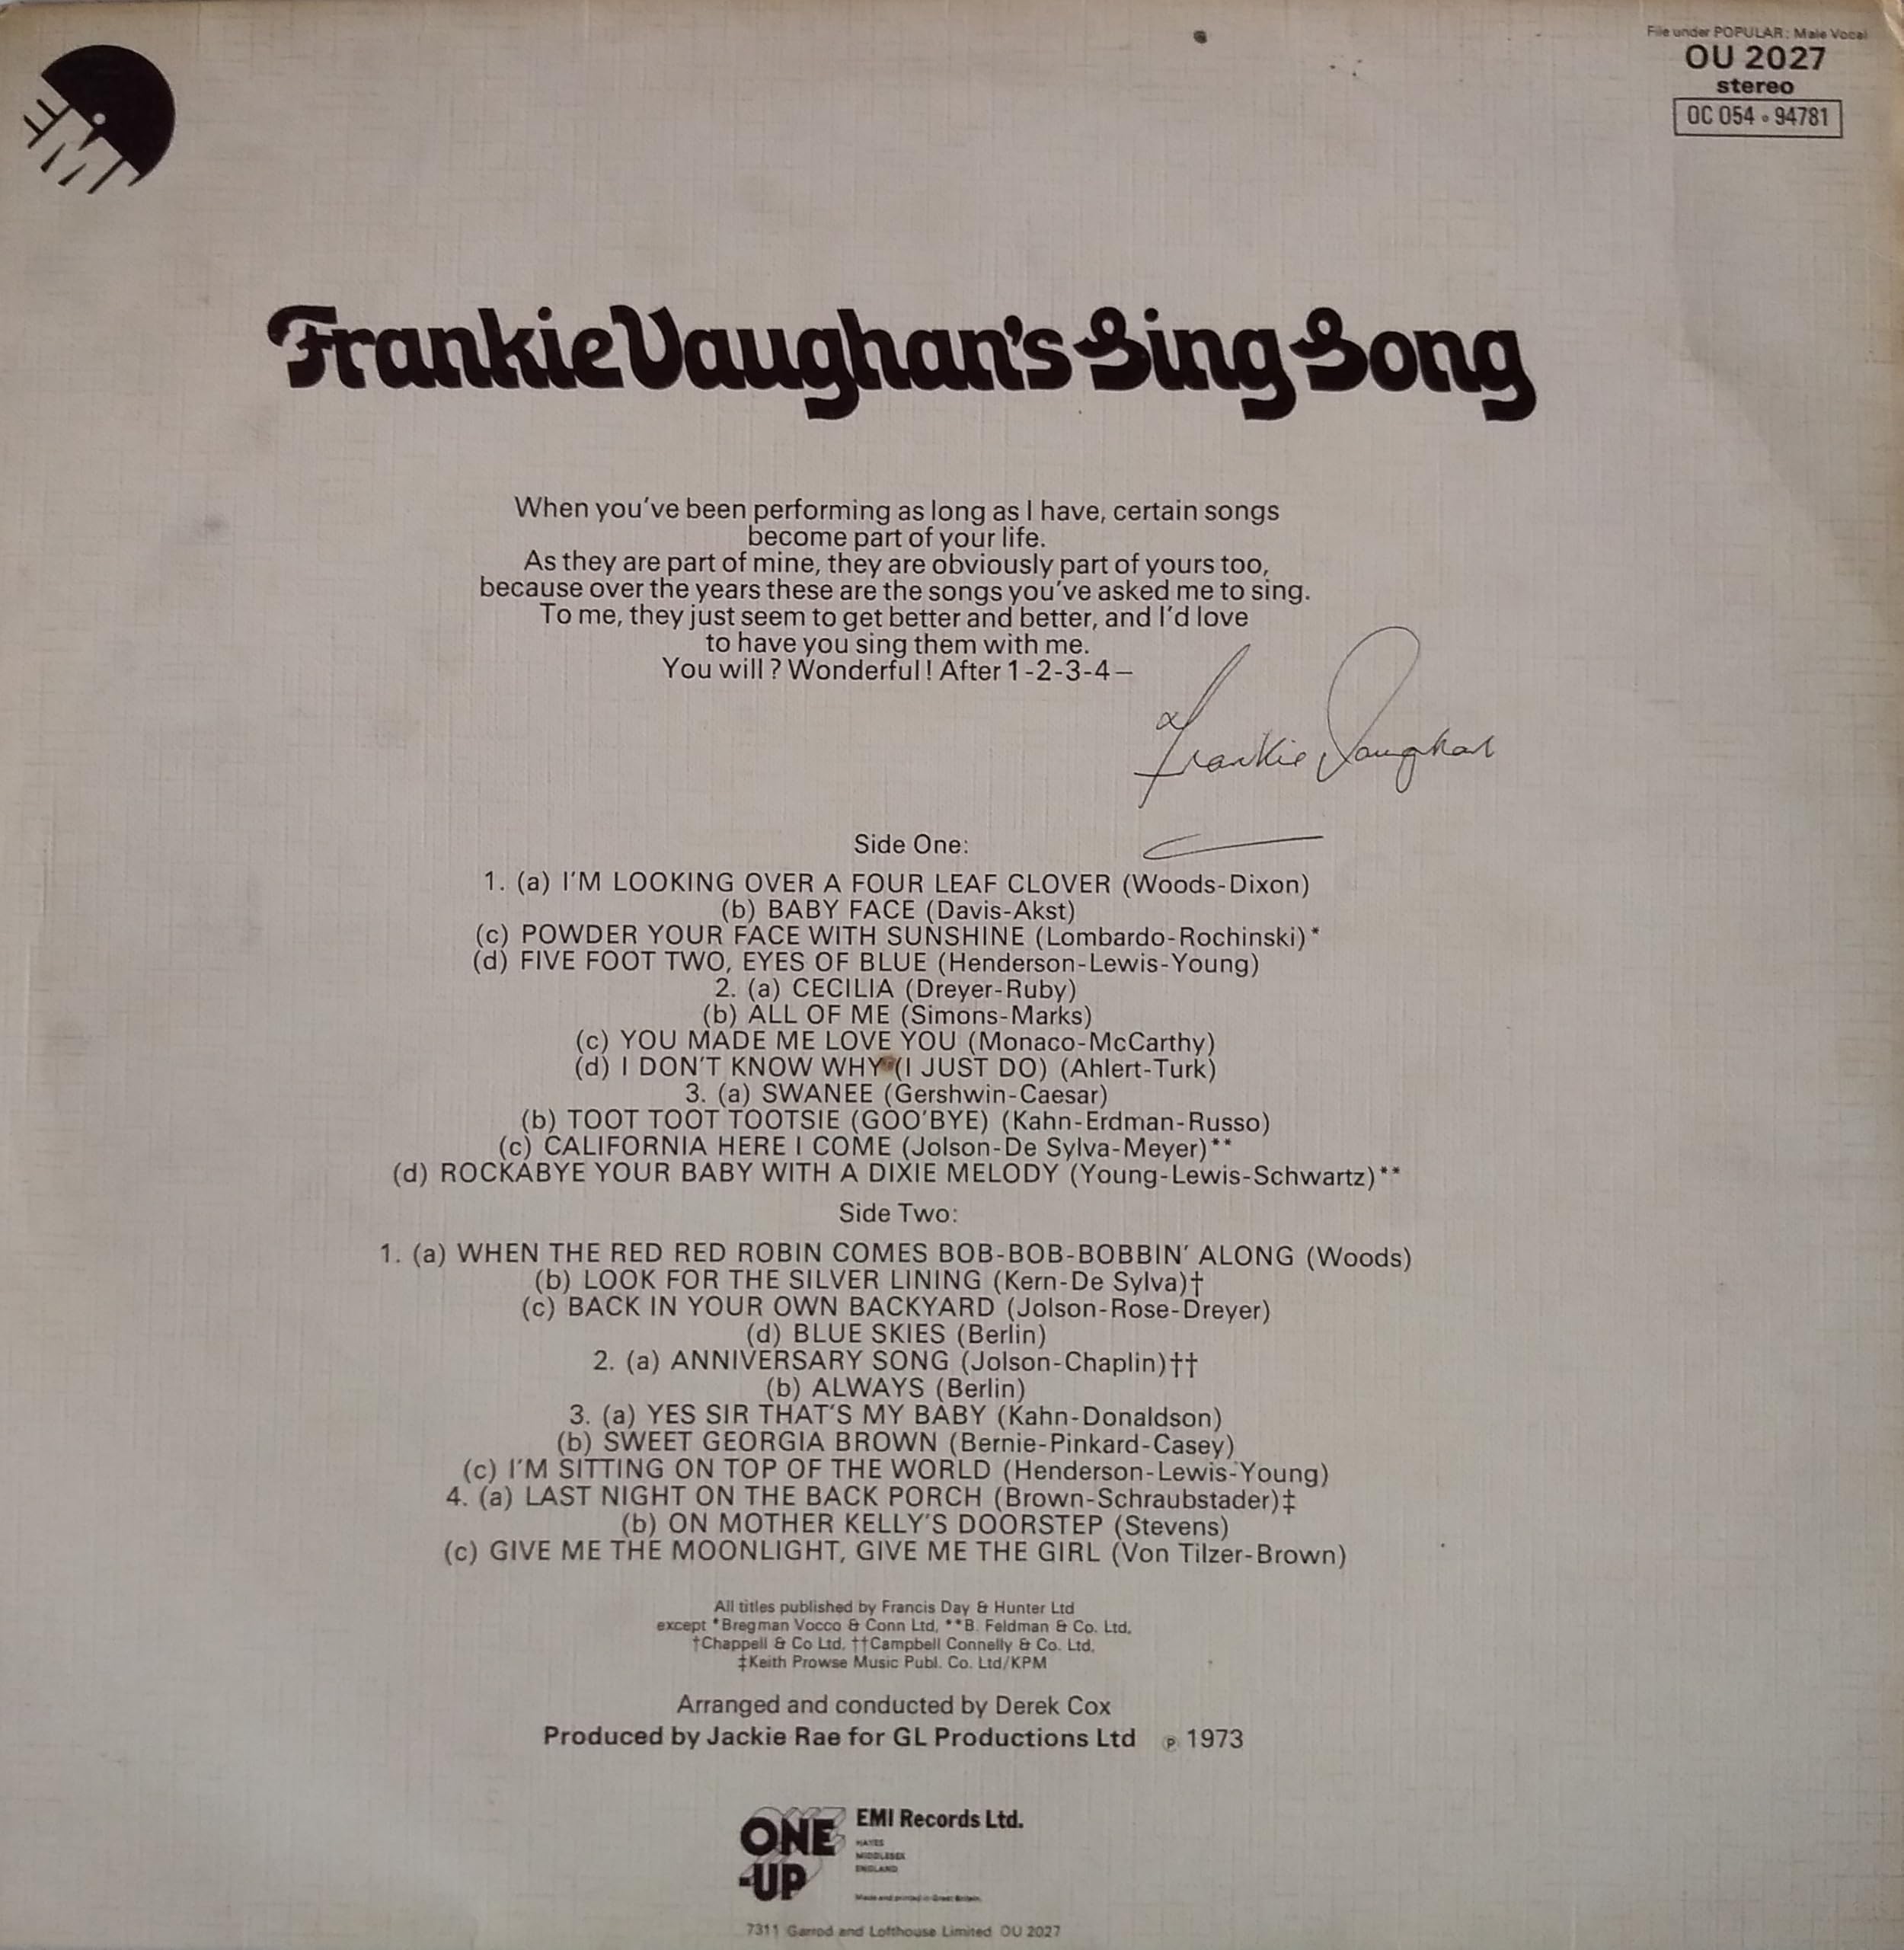 EMI
File under POPULAR: Male Vocal
OU 2027
stereo
OC 054 • 94781
Frankie Vaughan's Sing Song
When you've been performing as long as I have, certain songs
become part of your life.
As they are part of mine, they are obviously part of yours too,
because over the years these are the songs you've asked me to sing.
To me, they just seem to get better and better, and I'd love
to have you sing them with me.
You will? Wonderful! After 1-2-3-4—
Frankie Vaughan
Side One:
1. (a) I'M LOOKING OVER A FOUR LEAF CLOVER (Woods-Dixon)
(b) BABY FACE (Davis-Akst)
(c) POWDER YOUR FACE WITH SUNSHINE (Lombardo-Rochinski)*
(d) FIVE FOOT TWO, EYES OF BLUE (Henderson-Lewis-Young)
2. (a) CECILIA (Dreyer-Ruby)
(b) ALL OF ME (Simons-Marks)
(c) YOU MADE ME LOVE YOU (Monaco-McCarthy)
(d) I DON'T KNOW WHY (I JUST DO) (Ahlert-Turk)
3. (a) SWANEE (Gershwin-Caesar)
(b) TOOT TOOT TOOTSIE (GOO'BYE) (Kahn-Erdman-Russo)
(c) CALIFORNIA HERE I COME (Jolson-De Sylva-Meyer)**
(d) ROCKABYE YOUR BABY WITH A DIXIE MELODY (Young-Lewis-Schwartz)**
Side Two:
1. (a) WHEN THE RED RED ROBIN COMES BOB-BOB-BOBBIN' ALONG (Woods)
(b) LOOK FOR THE SILVER LINING (Kern-De Sylva)†
(c) BACK IN YOUR OWN BACKYARD (Jolson-Rose-Dreyer)
(d) BLUE SKIES (Berlin)
2. (a) ANNIVERSARY SONG (Jolson-Chaplin)††
(b) ALWAYS (Berlin)
3. (a) YES SIR THAT'S MY BABY (Kahn-Donaldson)
(b) SWEET GEORGIA BROWN (Bernie-Pinkard-Casey)
(c) I'M SITTING ON TOP OF THE WORLD (Henderson-Lewis-Young)
4. (a) LAST NIGHT ON THE BACK PORCH (Brown-Schraubstader)‡
(b) ON MOTHER KELLY'S DOORSTEP (Stevens)
(c) GIVE ME THE MOONLIGHT, GIVE ME THE GIRL (Von Tilzer-Brown)
All titles published by Francis Day & Hunter Ltd
except *Bregman Vocco & Conn Ltd, **B. Feldman & Co. Ltd,
†Chappell & Co Ltd, ††Campbell Connelly & Co. Ltd,
‡Keith Prowse Music Publ. Co. Ltd/KPM
Arranged and conducted by Derek Cox
Produced by Jackie Rae for GL Productions Ltd ℗ 1973
ONE
-UP
EMI Records Ltd.
HAYES
MIDDLESEX
ENGLAND
Made and printed in Great Britain.
7311 Garrod and Lofthouse Limited OU 2027